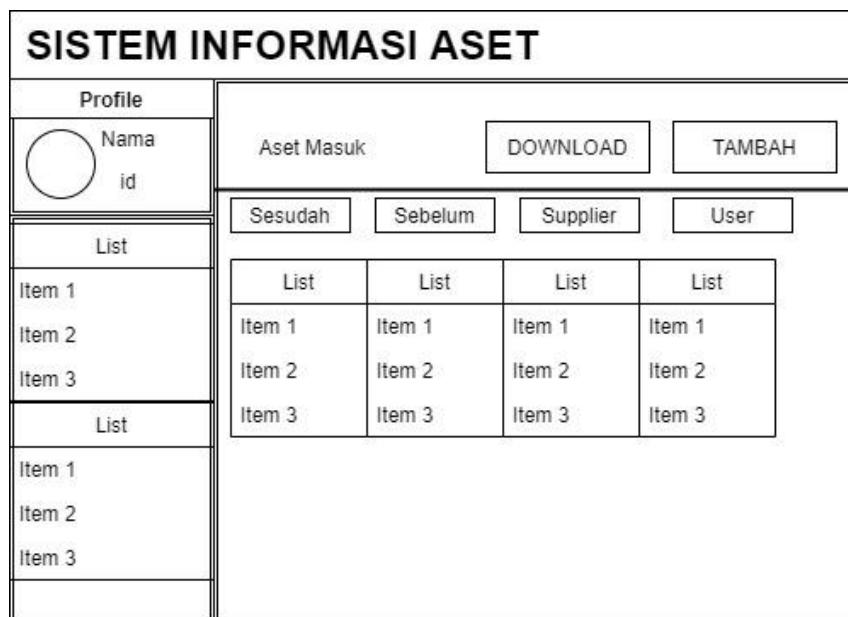 SISTEM INFORMASI ASET
Profile
Nama
id
List
Item 1
Item 2
Item 3
List
Item 1
Item 2
Item 3
Aset Masuk DOWNLOAD TAMBAH
Sesudah Sebelum Supplier User
List List List List
Item 1 Item 1 Item 1 Item 1
Item 2 Item 2 Item 2 Item 2
Item 3 Item 3 Item 3 Item 3